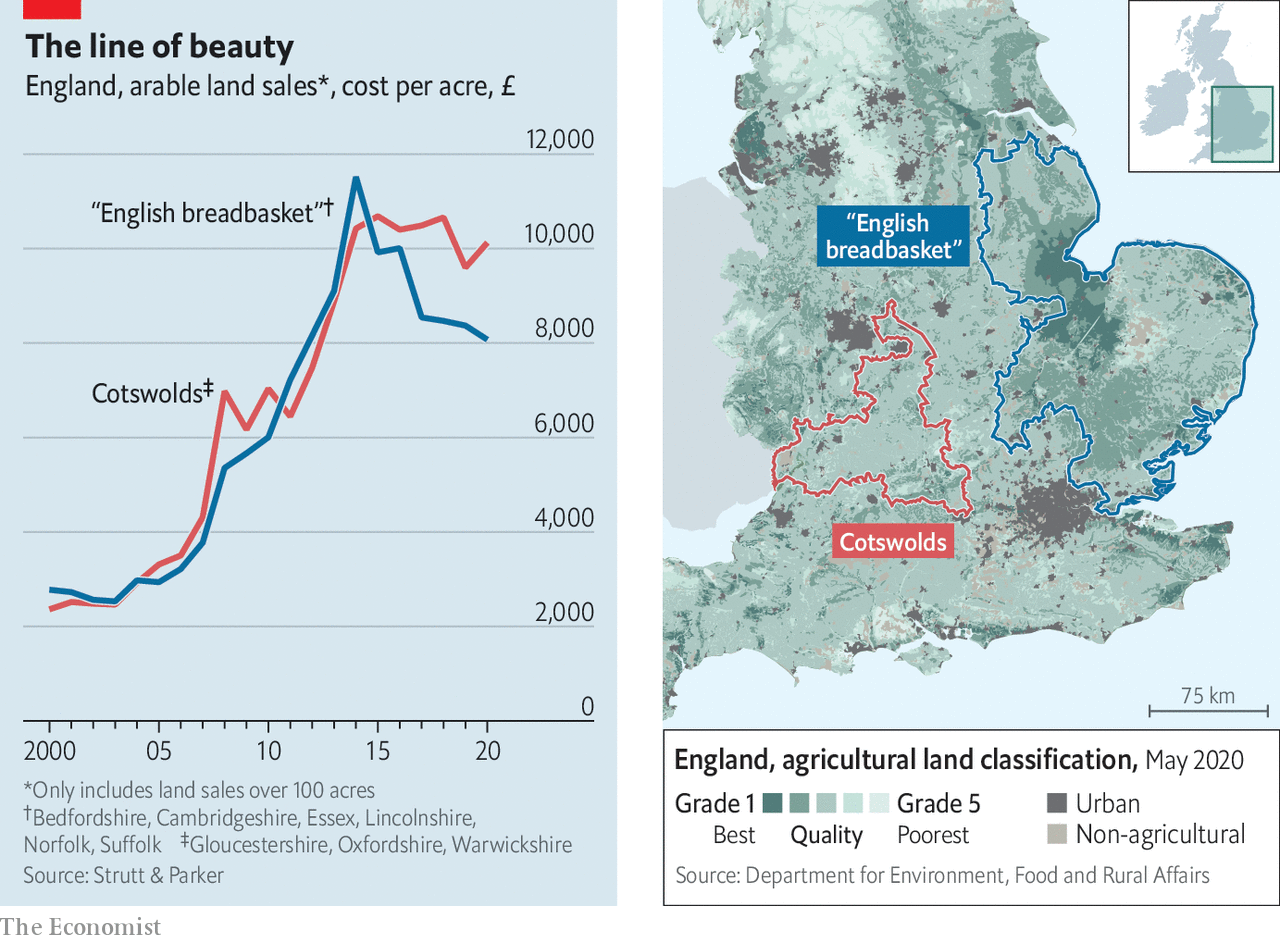 The line of beauty
England, arable land sales*, cost per acre, £
12,000
“English breadbasket”†
10,000
8,000
Cotswolds‡
6,000
4,000
2,000
0
2000 05 10 15 20
*Only includes land sales over 100 acres
†Bedfordshire, Cambridgeshire, Essex, Lincolnshire,
Norfolk, Suffolk ‡Gloucestershire, Oxfordshire, Warwickshire
Source: Strutt & Parker
“English
breadbasket”
Cotswolds
75 km
England, agricultural land classification, May 2020
Grade 1 Grade 5 Urban
Best Quality Poorest Non-agricultural
Source: Department for Environment, Food and Rural Affairs
The Economist